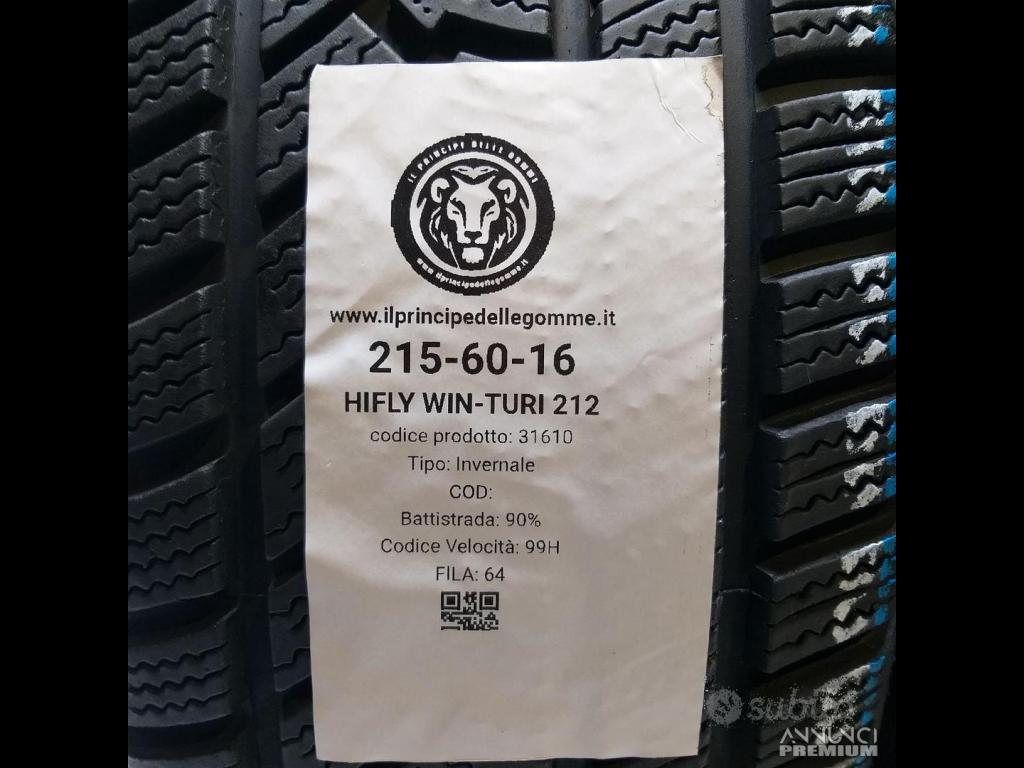 IL PRINCIPE DELLE GOMME
www.ilprincipedellegomme.it
www.ilprincipedellegomme.it
215-60-16
HIFLY WIN-TURI 212
codice prodotto: 31610
Tipo: Invernale
COD:
Battistrada: 90%
Codice Velocità: 99H
FILA: 64
subito
ANNUNCI
PREMIUM